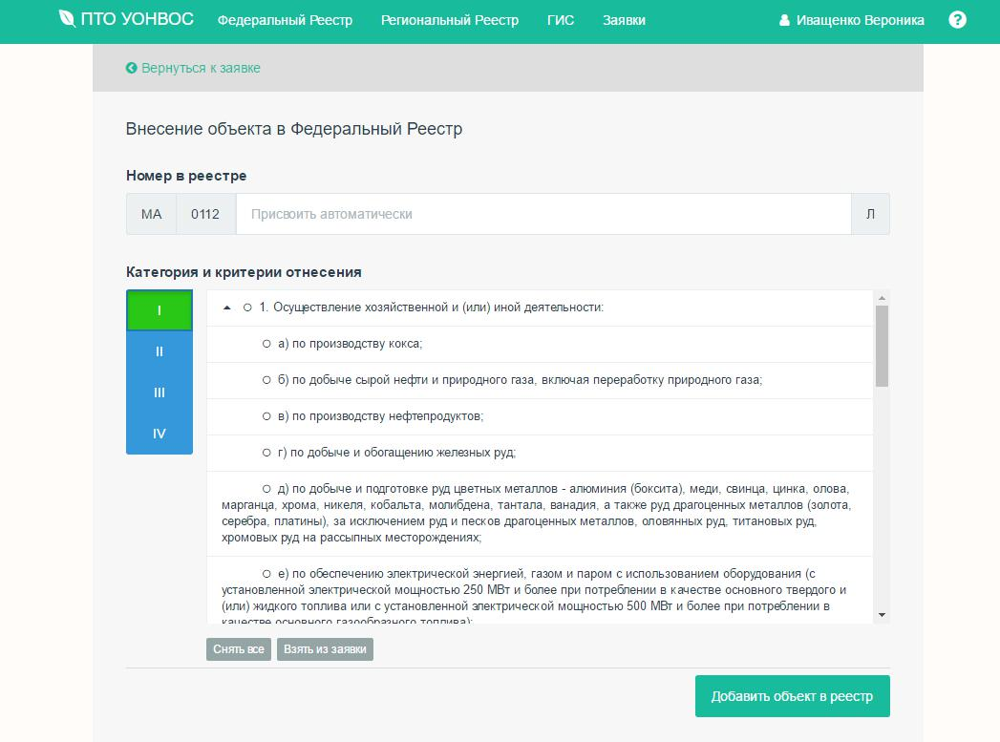 ПТО УОНВОС Федеральный Реестр Региональный Реестр ГИС Заявки Иващенко Вероника ?
Вернуться к заявке
Внесение объекта в Федеральный Реестр
Номер в реестре
МА 0112 Присвоить автоматически Л
Категория и критерии отнесения
I
II
III
IV
1. Осуществление хозяйственной и (или) иной деятельности:
а) по производству кокса;
б) по добыче сырой нефти и природного газа, включая переработку природного газа;
в) по производству нефтепродуктов;
г) по добыче и обогащению железных руд;
д) по добыче и подготовке руд цветных металлов - алюминия (боксита), меди, свинца, цинка, олова,
марганца, хрома, никеля, кобальта, молибдена, тантала, ванадия, а также руд драгоценных металлов (золота,
серебра, платины), за исключением руд и песков драгоценных металлов, оловянных руд, титановых руд,
хромовых руд на рассыпных месторождениях;
е) по обеспечению электрической энергией, газом и паром с использованием оборудования (с
установленной электрической мощностью 250 МВт и более при потреблении в качестве основного твердого и
(или) жидкого топлива или с установленной электрической мощностью 500 МВт и более при потреблении в
качестве основного газообразного топлива);
Снять все Взять из заявки
Добавить объект в реестр